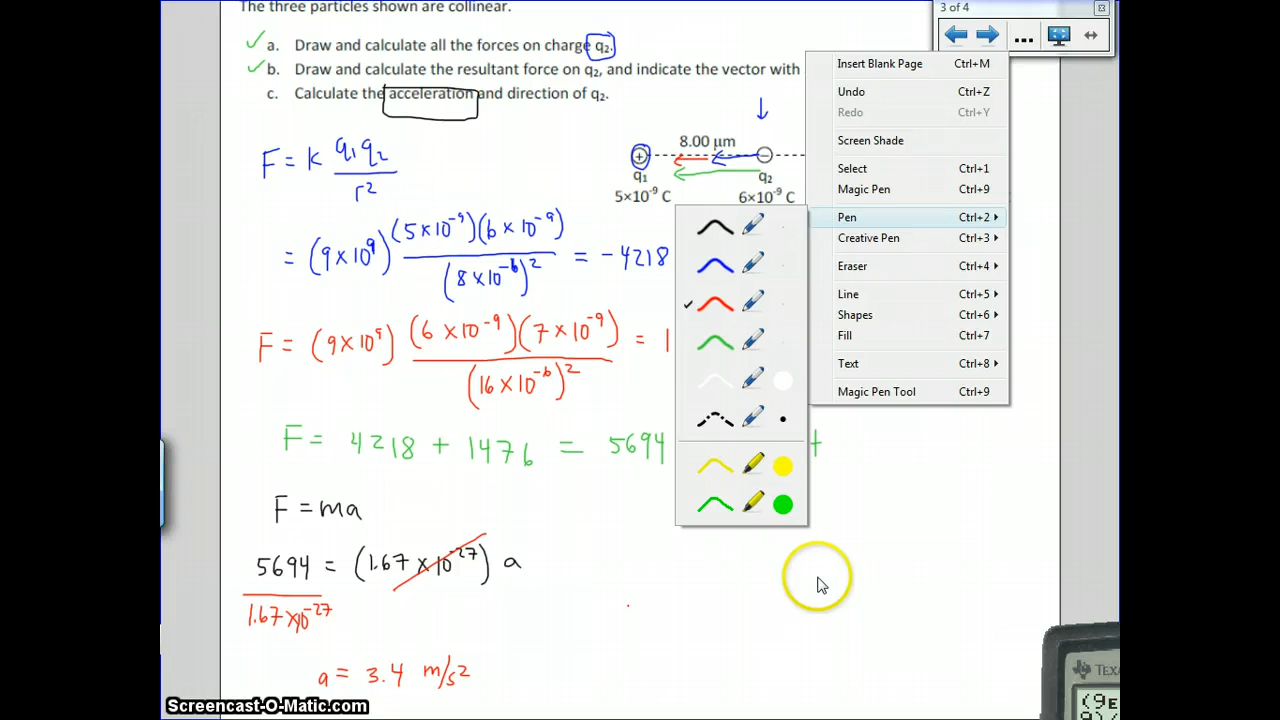 The three particles shown are collinear.
3 of 4
✓ a. Draw and calculate all the forces on charge q₂.
✓ b. Draw and calculate the resultant force on q₂, and indicate the vector with
c. Calculate the acceleration and direction of q₂.
...
Insert Blank Page Ctrl+M
Undo Ctrl+Z
Redo Ctrl+Y
Screen Shade
Select Ctrl+1
Magic Pen Ctrl+9
Pen Ctrl+2
Creative Pen Ctrl+3
Eraser Ctrl+4
Line Ctrl+5
Shapes Ctrl+6
Fill Ctrl+7
Text Ctrl+8
Magic Pen Tool Ctrl+9
8.00 µm
+ −
q₁ q₂
5×10⁻⁹ C 6×10⁻⁹ C
F = K q₁q₂ / r²
= (9×10⁹) (5×10⁻⁹)(6×10⁻⁹) / (8×10⁻⁶)² = -4218
F = (9×10⁹) (6×10⁻⁹)(7×10⁻⁹) / (16×10⁻⁶)² = 1
F = 4218 + 1476 = 5694
F = ma
5694 = (1.67×10⁻²⁷) a
1.67×10⁻²⁷
a = 3.4 m/s²
Screencast-O-Matic.com
(9E